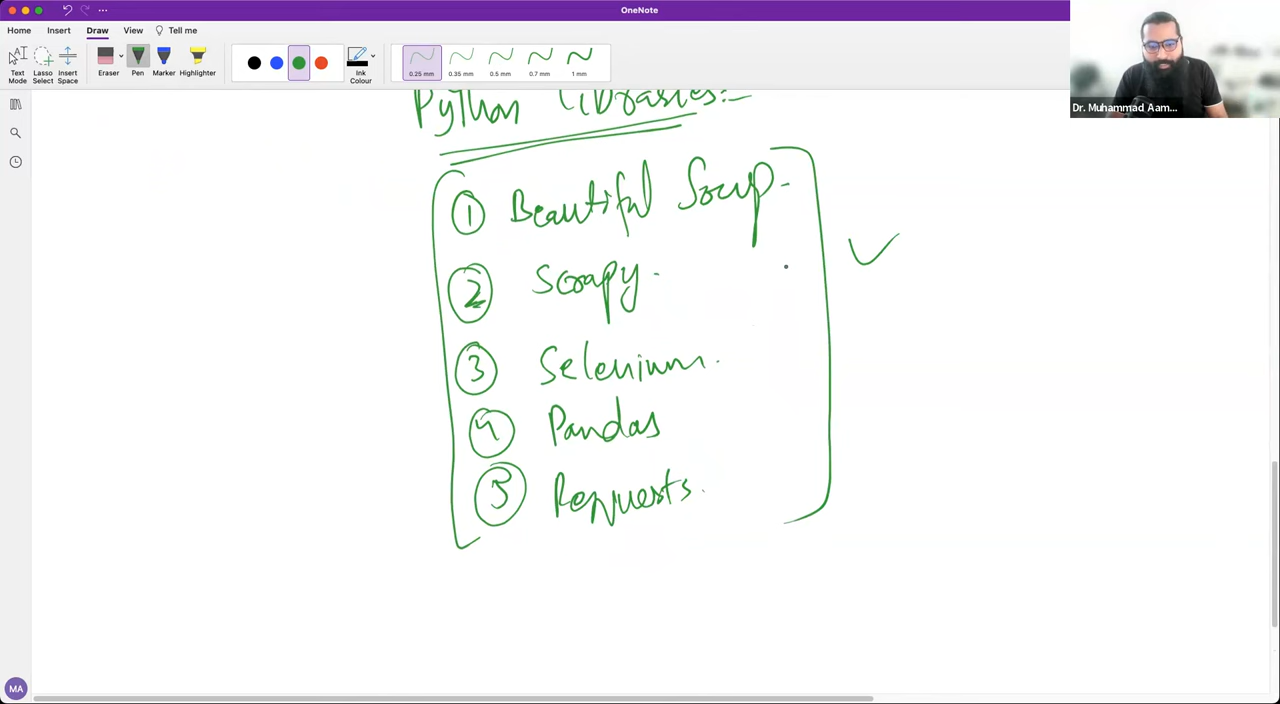 OneNote
Home Insert Draw View Tell me
Text Mode
Lasso Select
Insert Space
Eraser
Pen
Marker
Highlighter
0.25 mm
0.35 mm
0.5 mm
0.7 mm
1 mm
Ink Colour
Dr. Muhammad Aam...
Python Libraries:-
1 Beautiful Soup.
2 Scrapy.
3 Selenium.
4 Pandas
5 Requests.
MA